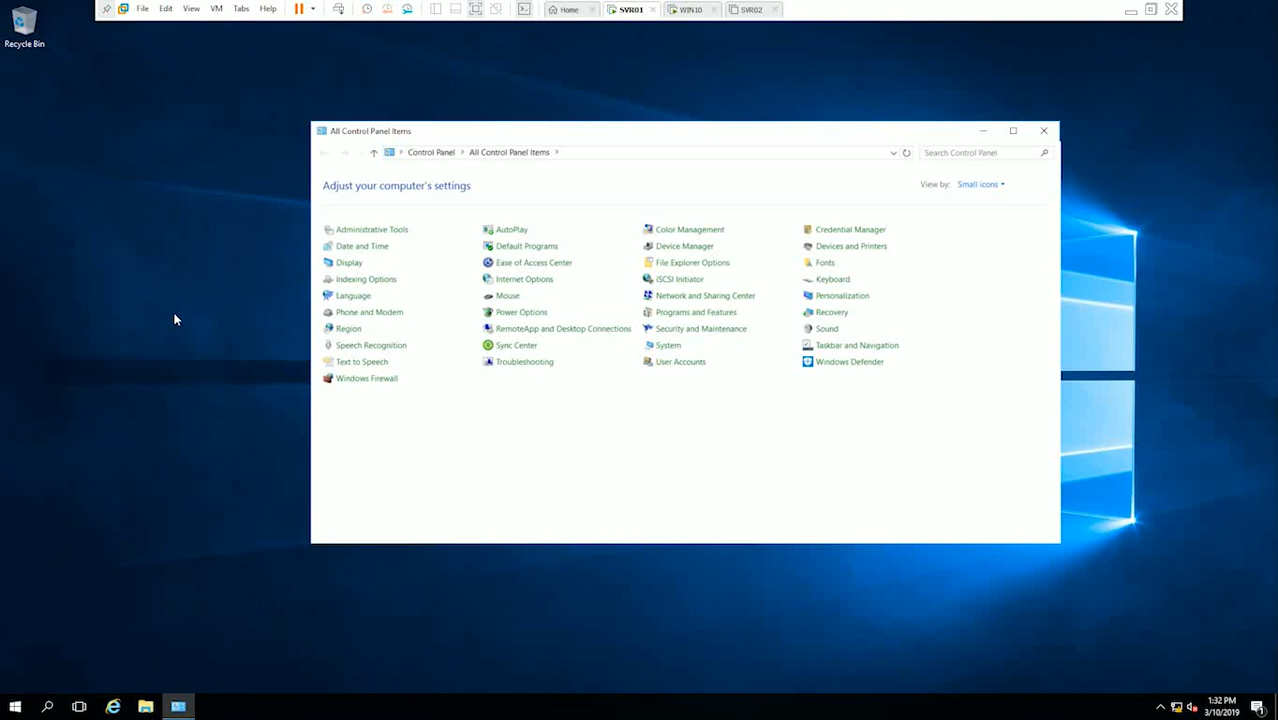 File Edit View VM Tabs Help Home SVR01 WIN10 SVR02
Recycle Bin
All Control Panel Items
Control Panel All Control Panel Items Search Control Panel
Adjust your computer's settings View by: Small icons
Administrative Tools AutoPlay Color Management Credential Manager
Date and Time Default Programs Device Manager Devices and Printers
Display Ease of Access Center File Explorer Options Fonts
Indexing Options Internet Options iSCSI Initiator Keyboard
Language Mouse Network and Sharing Center Personalization
Phone and Modem Power Options Programs and Features Recovery
Region RemoteApp and Desktop Connections Security and Maintenance Sound
Speech Recognition Sync Center System Taskbar and Navigation
Text to Speech Troubleshooting User Accounts Windows Defender
Windows Firewall
1:32 PM
3/10/2019
1